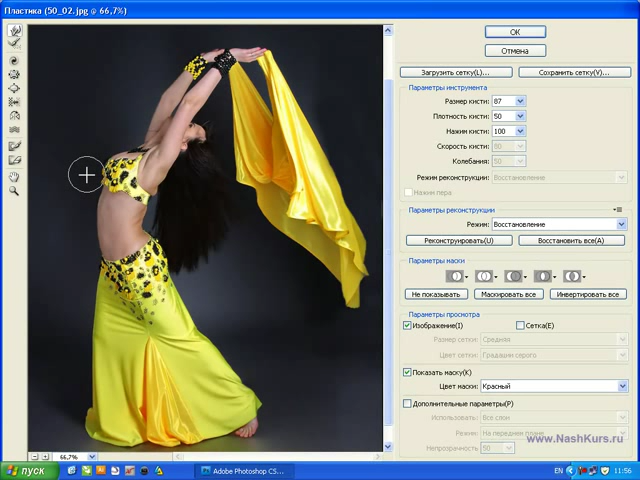 Пластика (50_02.jpg @ 66,7%)
ОК
Отмена
Загрузить сетку(L)...
Сохранить сетку(V)...
Параметры инструмента
Размер кисти: 87
Плотность кисти: 50
Нажим кисти: 100
Скорость кисти: 80
Колебания: 50
Режим реконструкции: Восстановление
Нажим пера
Параметры реконструкции
Режим: Восстановление
Реконструировать(U)
Восстановить все(A)
Параметры маски
Не показывать
Маскировать все
Инвертировать все
Параметры просмотра
Изображение(I)
Сетка(E)
Размер сетки: Средняя
Цвет сетки: Градации серого
Показать маску(K)
Цвет маски: Красный
Дополнительные параметры(P)
Использовать: Все слои
Режим: На переднем плане
Непрозрачность: 50
www.NashKurs.ru
66,7%
пуск
Adobe Photoshop CS...
EN
11:56